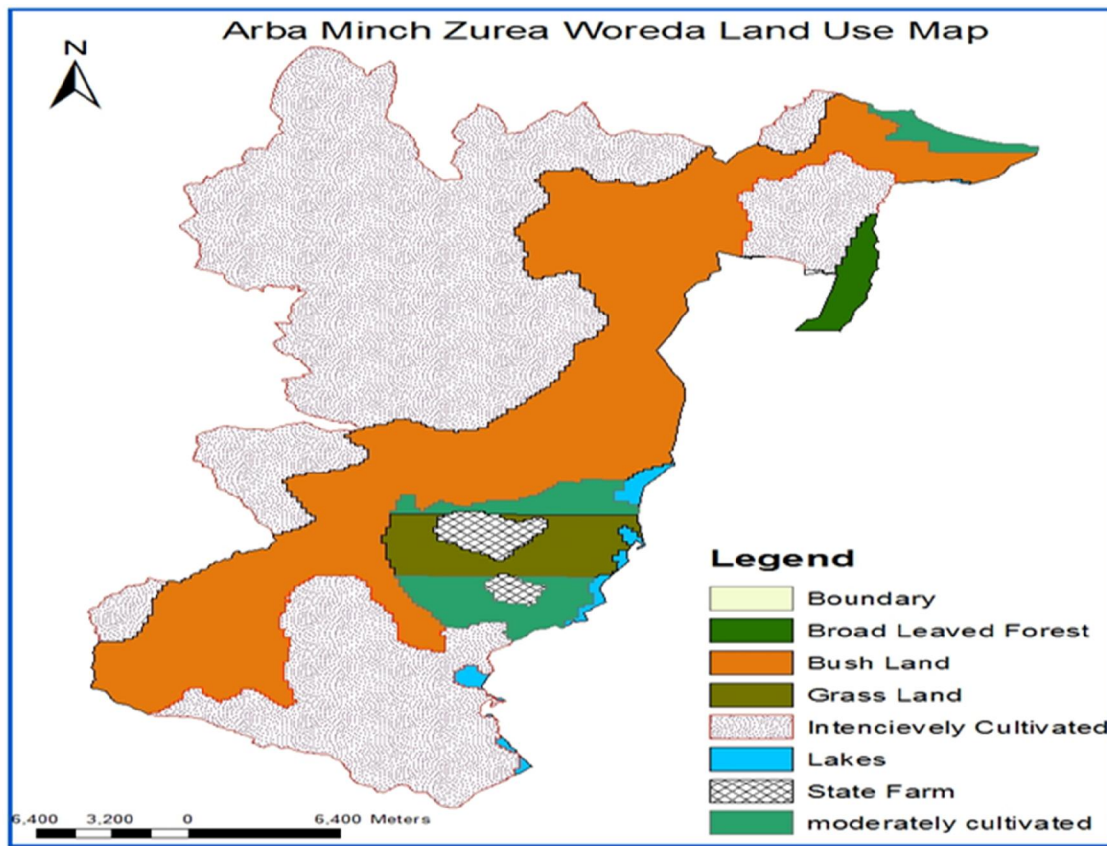 Arba Minch Zurea Woreda Land Use Map
N
Legend
Boundary
Broad Leaved Forest
Bush Land
Grass Land
Intencievely Cultivated
Lakes
State Farm
moderately cultivated
6,400 3,200 0 6,400 Meters